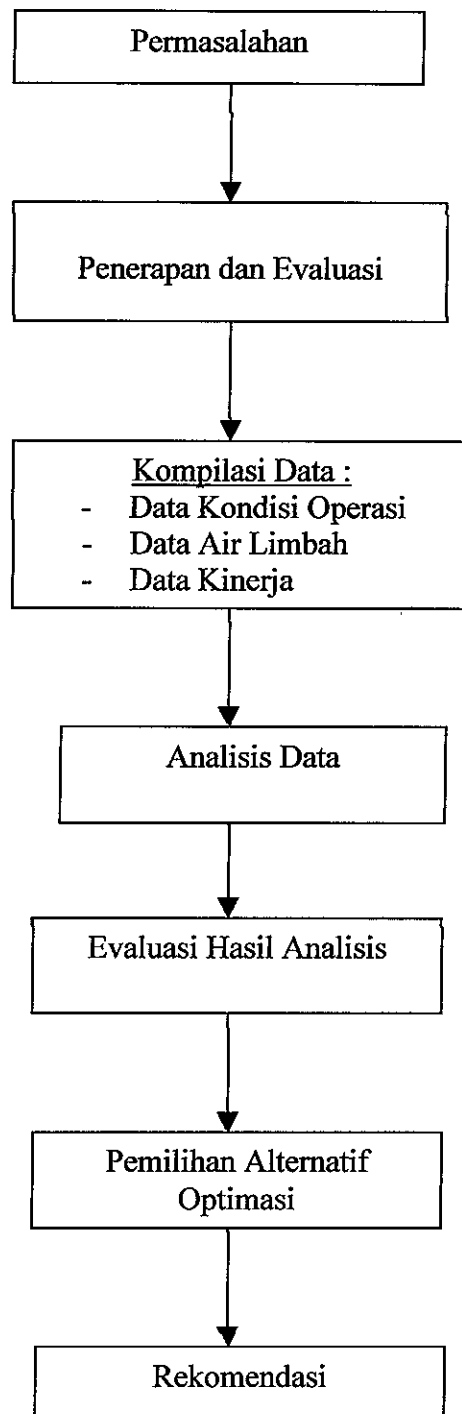 Permasalahan
Penerapan dan Evaluasi
Kompilasi Data :
- Data Kondisi Operasi
- Data Air Limbah
- Data Kinerja
Analisis Data
Evaluasi Hasil Analisis
Pemilihan Alternatif
Optimasi
Rekomendasi